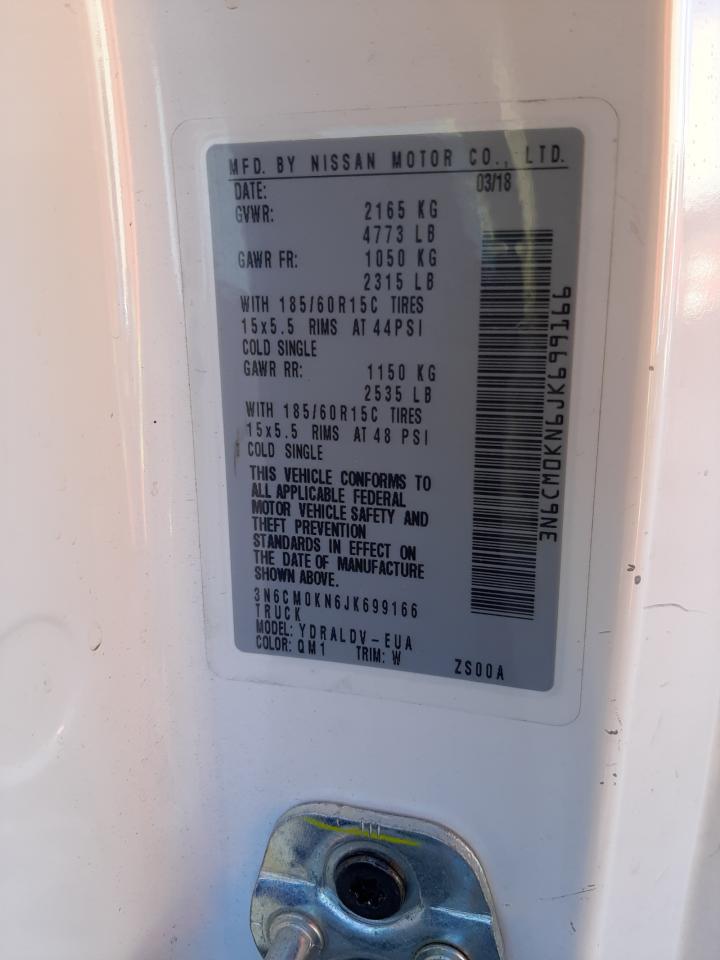 MFD. BY NISSAN MOTOR CO., LTD.
DATE: 03/18
GVWR: 2165 KG
4773 LB
GAWR FR: 1050 KG
2315 LB
WITH 185/60R15C TIRES
15x5.5 RIMS AT 44PSI
COLD SINGLE
GAWR RR: 1150 KG
2535 LB
WITH 185/60R15C TIRES
15x5.5 RIMS AT 48 PSI
COLD SINGLE
THIS VEHICLE CONFORMS TO
ALL APPLICABLE FEDERAL
MOTOR VEHICLE SAFETY AND
THEFT PREVENTION
STANDARDS IN EFFECT ON
THE DATE OF MANUFACTURE
SHOWN ABOVE.
3N6CM0KN6JK699166
TRUCK
MODEL: YDRALDV-EUA
COLOR: QM1 TRIM: W ZS00A
3N6CM0KN6JK699166